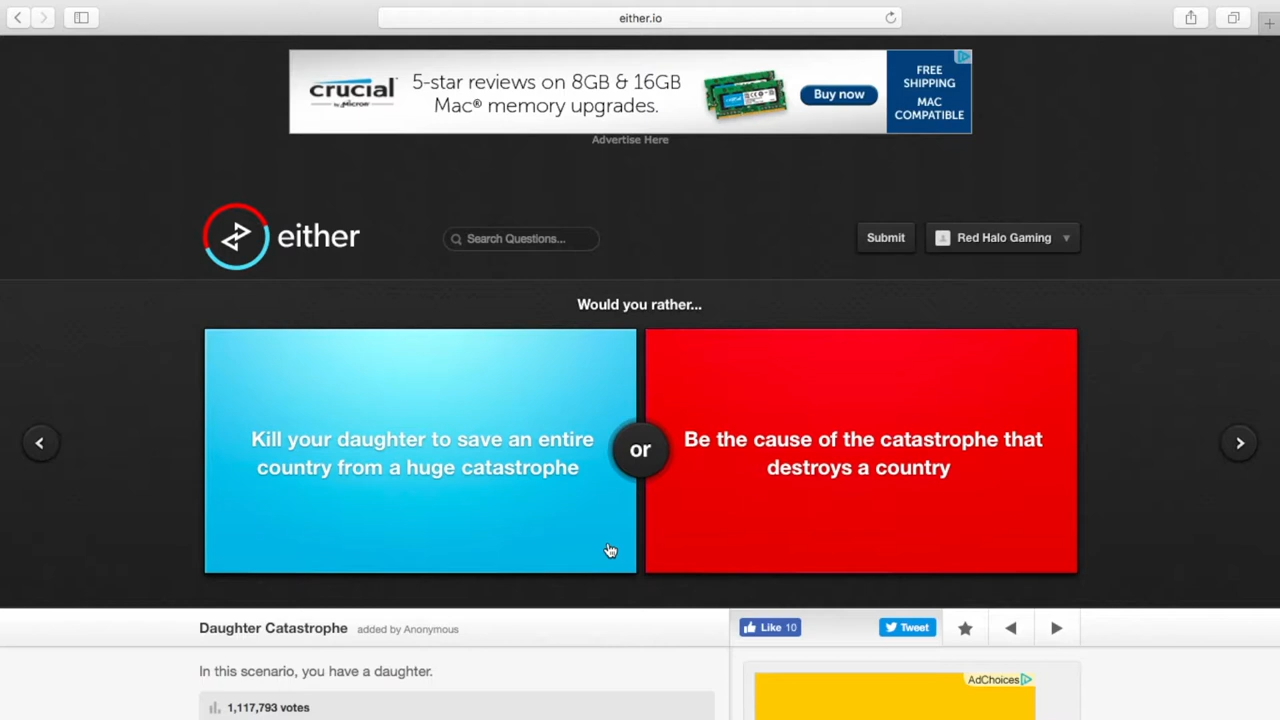 either.io
crucial
by Micron
5-star reviews on 8GB & 16GB
Mac® memory upgrades.
Buy now
FREE
SHIPPING
MAC
COMPATIBLE
Advertise Here
either
Search Questions...
Submit
Red Halo Gaming
Would you rather...
Kill your daughter to save an entire
country from a huge catastrophe
or
Be the cause of the catastrophe that
destroys a country
Daughter Catastrophe added by Anonymous
Like 10
Tweet
In this scenario, you have a daughter.
AdChoices
1,117,793 votes